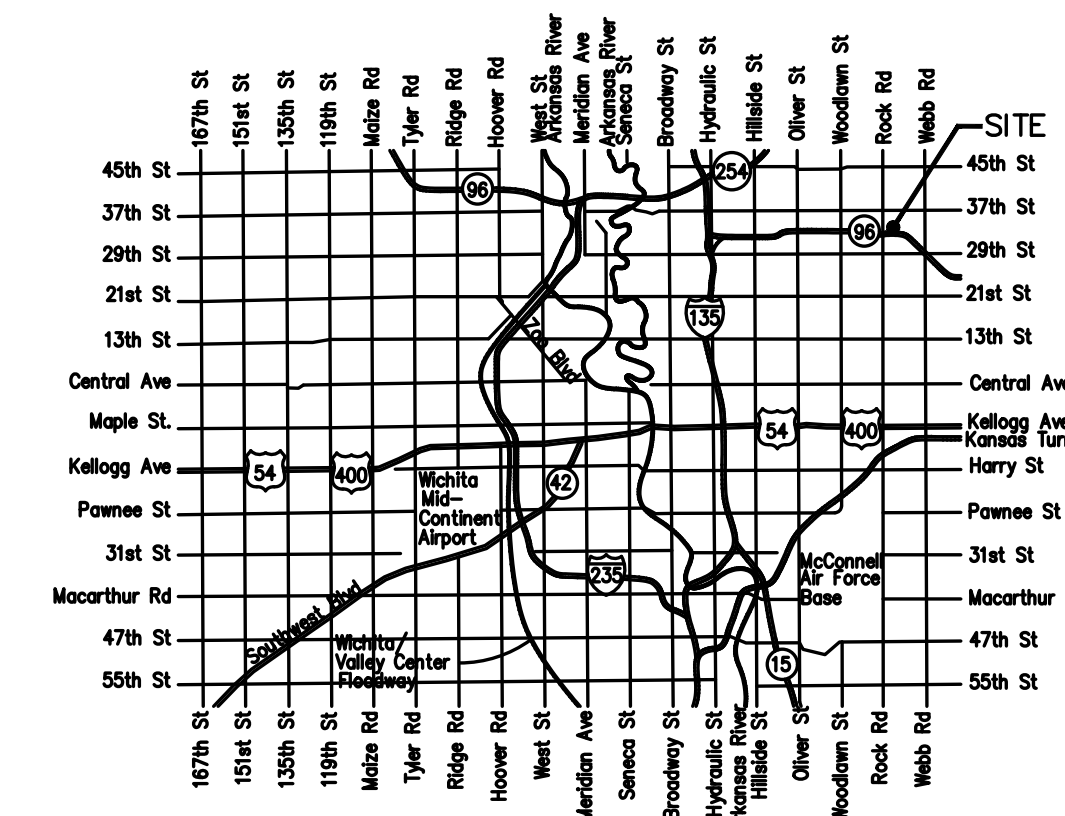 167th St
151st St
135th St
119th St
Maize Rd
Tyler Rd
Ridge Rd
Hoover Rd
West St
Arkansas River
Meridian Ave
Arkansas River
Seneca St
Broadway St
Hydraulic St
Hillside St
Oliver St
Woodlawn St
Rock Rd
Webb Rd
SITE
45th St
37th St
29th St
21st St
13th St
Central Ave
Maple St.
Kellogg Ave
Pawnee St
31st St
Macarthur Rd
47th St
55th St
96
254
96
135
Zoo Blvd
54
400
54
400
42
Wichita
Mid-
Continent
Airport
235
McConnell
Air Force
Base
Southwest Blvd
Wichita/
Valley Center
Floodway
15
45th St
37th St
29th St
21st St
13th St
Central Ave
Kellogg Ave
Kansas Turn
Harry St
Pawnee St
31st St
Macarthur
47th St
55th St
167th St
151st St
135th St
119th St
Maize Rd
Tyler Rd
Ridge Rd
Hoover Rd
West St
Meridian Ave
Seneca St
Broadway St
Hydraulic St
rkansas River
Hillside St
Oliver St
Woodlawn St
Rock Rd
Webb Rd